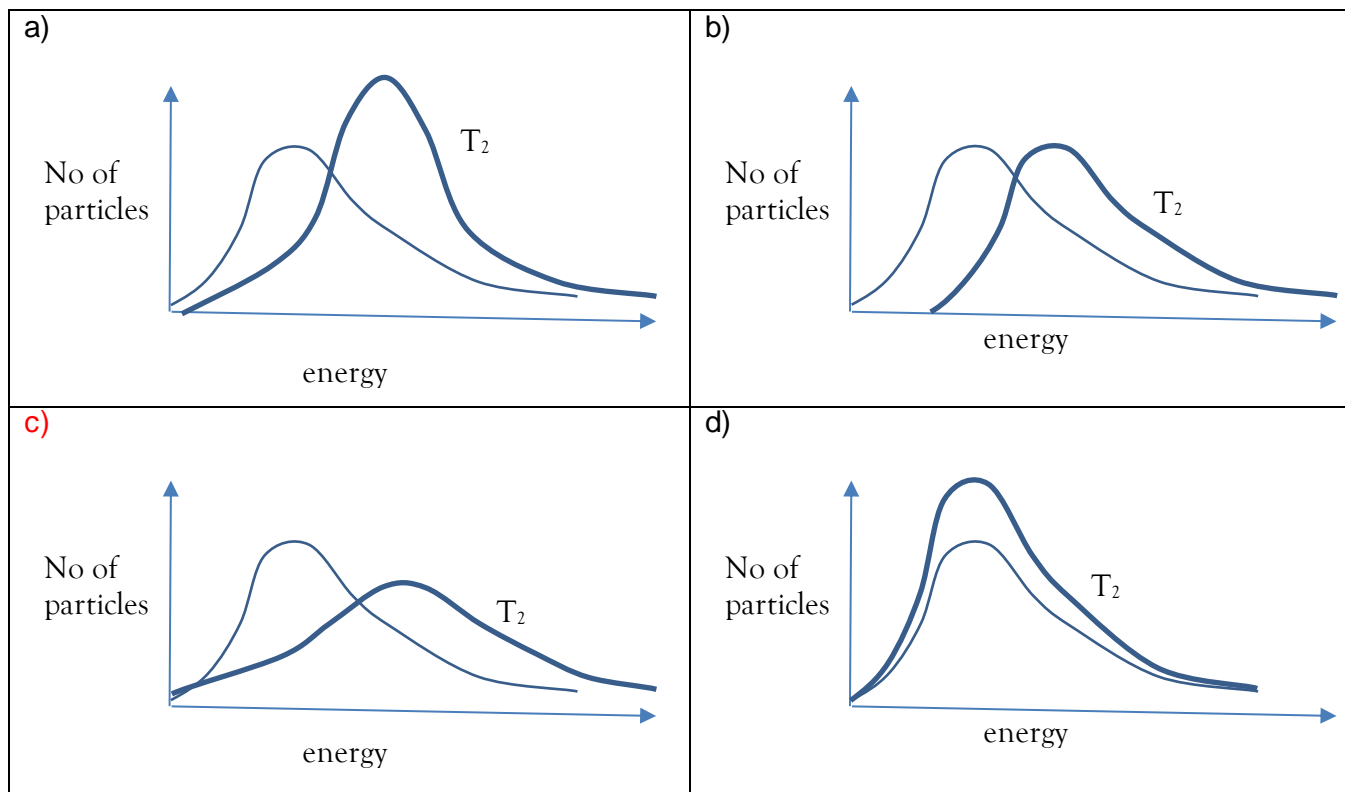 a)
No of
particles
T₂
energy
b)
No of
particles
T₂
energy
c)
No of
particles
T₂
energy
d)
No of
particles
T₂
energy